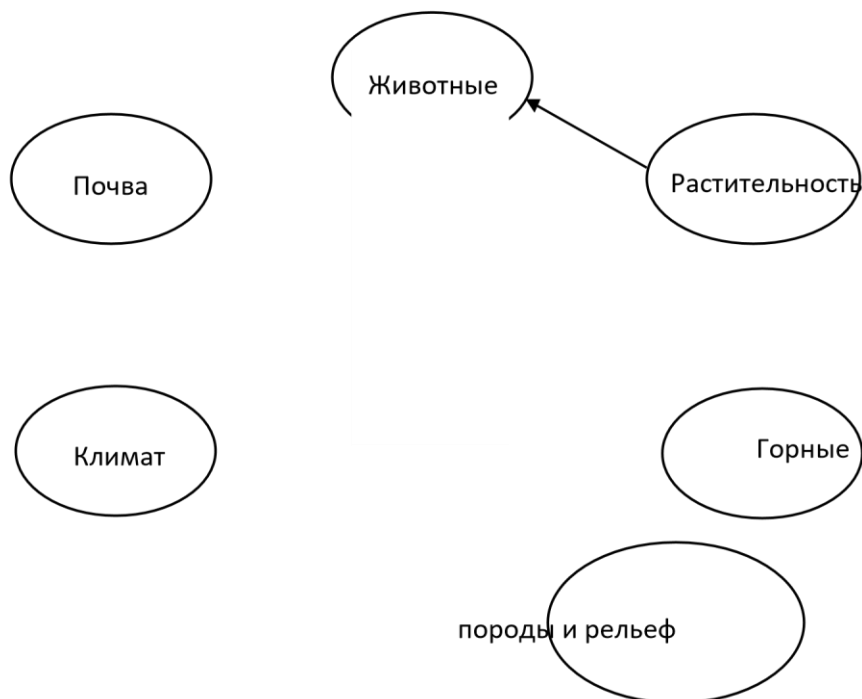 Животные
Почва
Растительность
Климат
Горные
породы и рельеф